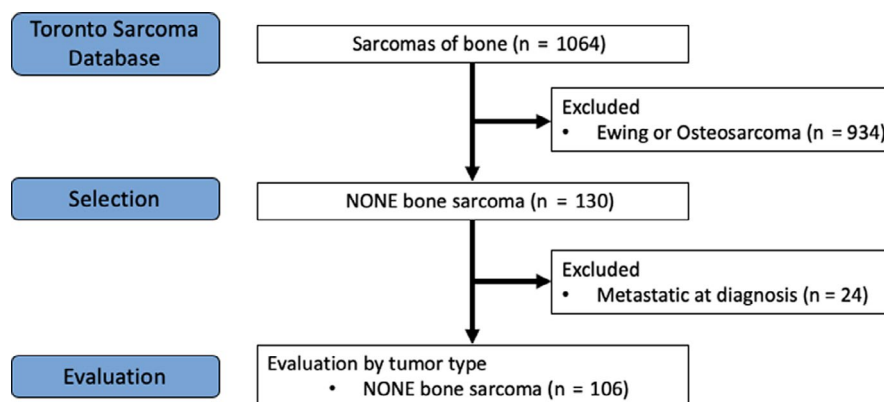 Toronto Sarcoma
Database
Sarcomas of bone (n = 1064)
Excluded
• Ewing or Osteosarcoma (n = 934)
Selection
NONE bone sarcoma (n = 130)
Excluded
• Metastatic at diagnosis (n = 24)
Evaluation
Evaluation by tumor type
• NONE bone sarcoma (n = 106)